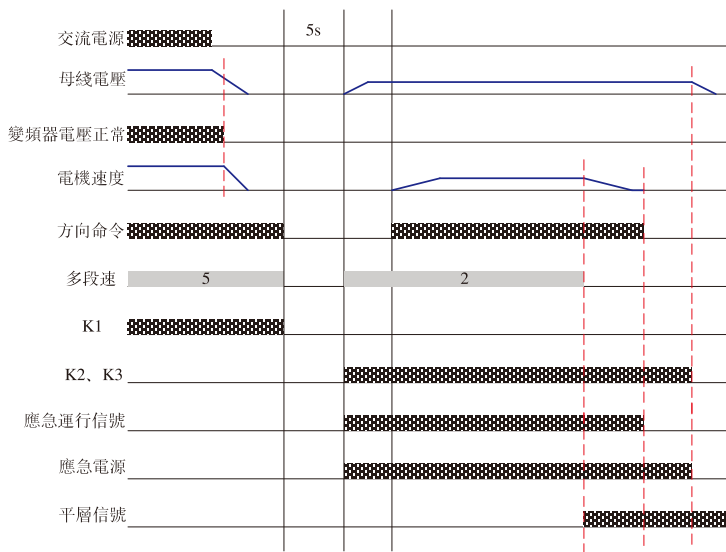 5s
交流電源
母綫電壓
變頻器電壓正常
電機速度
方向命令
多段速
5
2
K1
K2、K3
應急運行信號
應急電源
平層信號